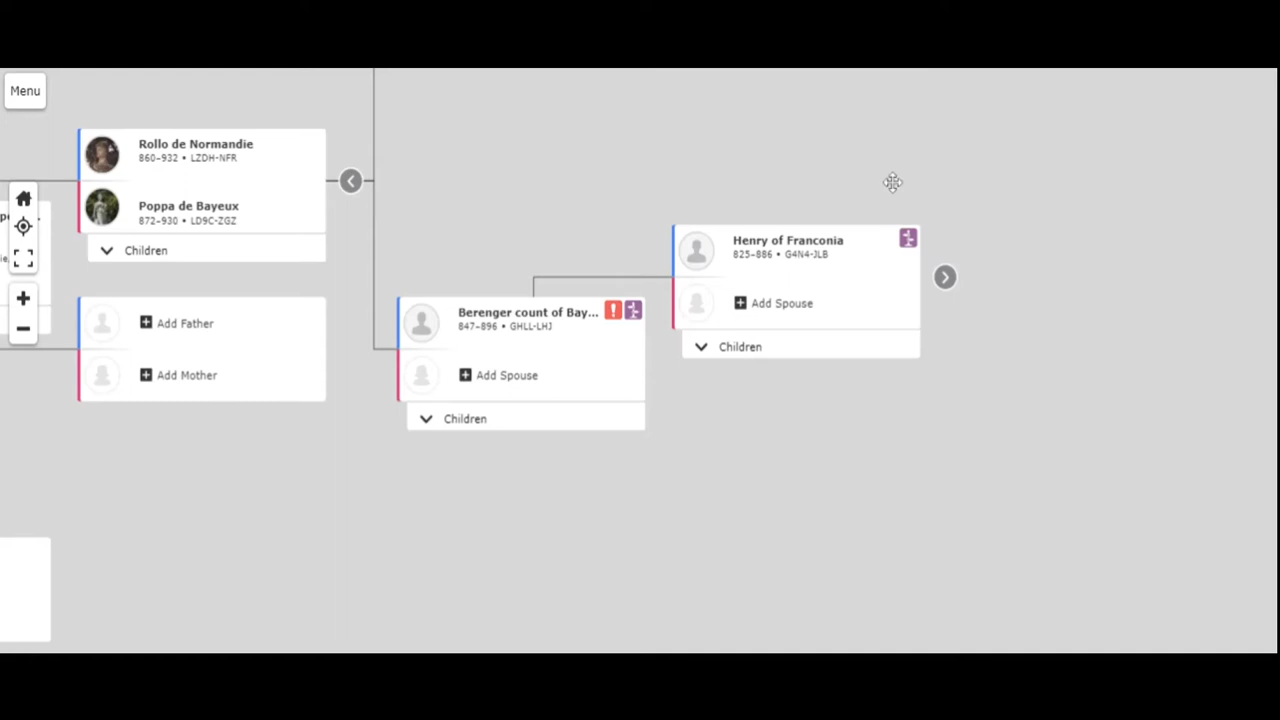 Menu
Rollo de Normandie
860–932 • LZDH-NFR
Poppa de Bayeux
872–930 • LD9C-ZGZ
Children
Add Father
Add Mother
Berenger count of Bay...
847–896 • GHLL-LHJ
Add Spouse
Children
Henry of Franconia
825–886 • G4N4-JLB
Add Spouse
Children